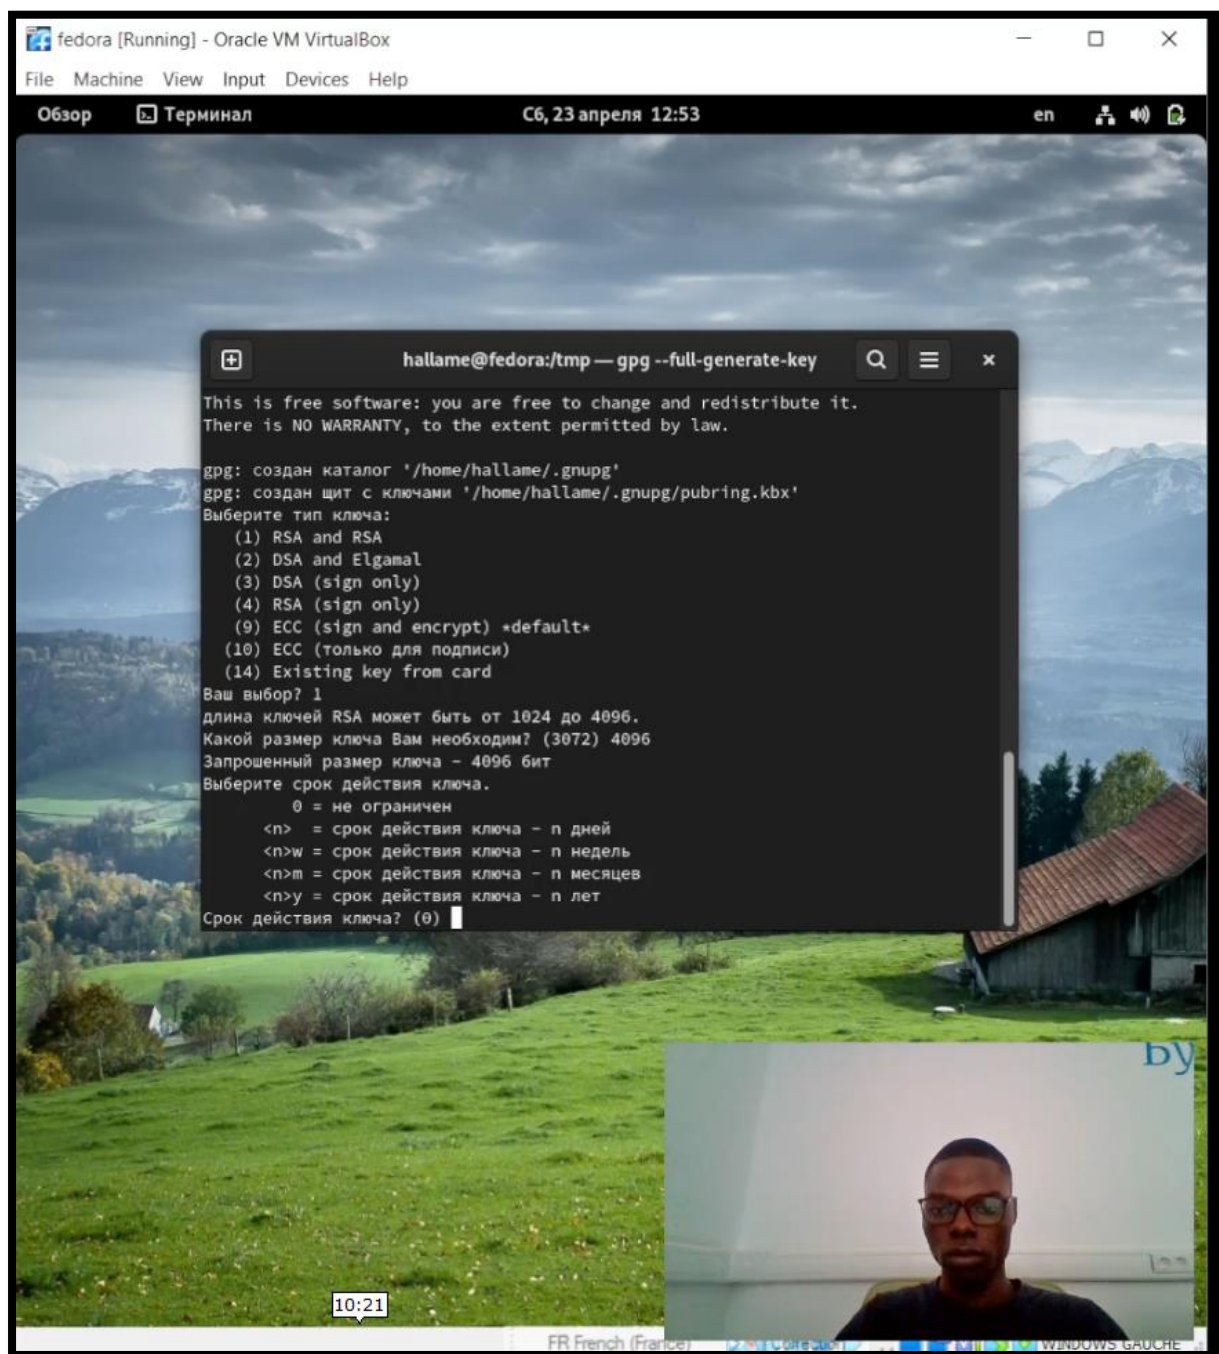 fedora [Running] - Oracle VM VirtualBox
File Machine View Input Devices Help
Обзор Терминал Сб, 23 апреля 12:53 en
hallame@fedora:/tmp — gpg --full-generate-key
This is free software: you are free to change and redistribute it.
There is NO WARRANTY, to the extent permitted by law.
gpg: создан каталог '/home/hallame/.gnupg'
gpg: создан щит с ключами '/home/hallame/.gnupg/pubring.kbx'
Выберите тип ключа:
(1) RSA and RSA
(2) DSA and Elgamal
(3) DSA (sign only)
(4) RSA (sign only)
(9) ECC (sign and encrypt) *default*
(10) ECC (только для подписи)
(14) Existing key from card
Ваш выбор? 1
длина ключей RSA может быть от 1024 до 4096.
Какой размер ключа Вам необходим? (3072) 4096
Запрошенный размер ключа - 4096 бит
Выберите срок действия ключа.
0 = не ограничен
<n> = срок действия ключа - n дней
<n>w = срок действия ключа - n недель
<n>m = срок действия ключа - n месяцев
<n>y = срок действия ключа - n лет
Срок действия ключа? (0)
By
10:21
FR French (France) WINDOWS GAUCHE